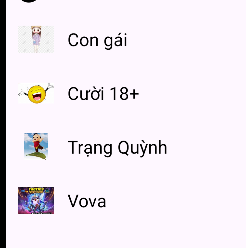 Con gái
Cười 18+
Trạng Quỳnh
Vova